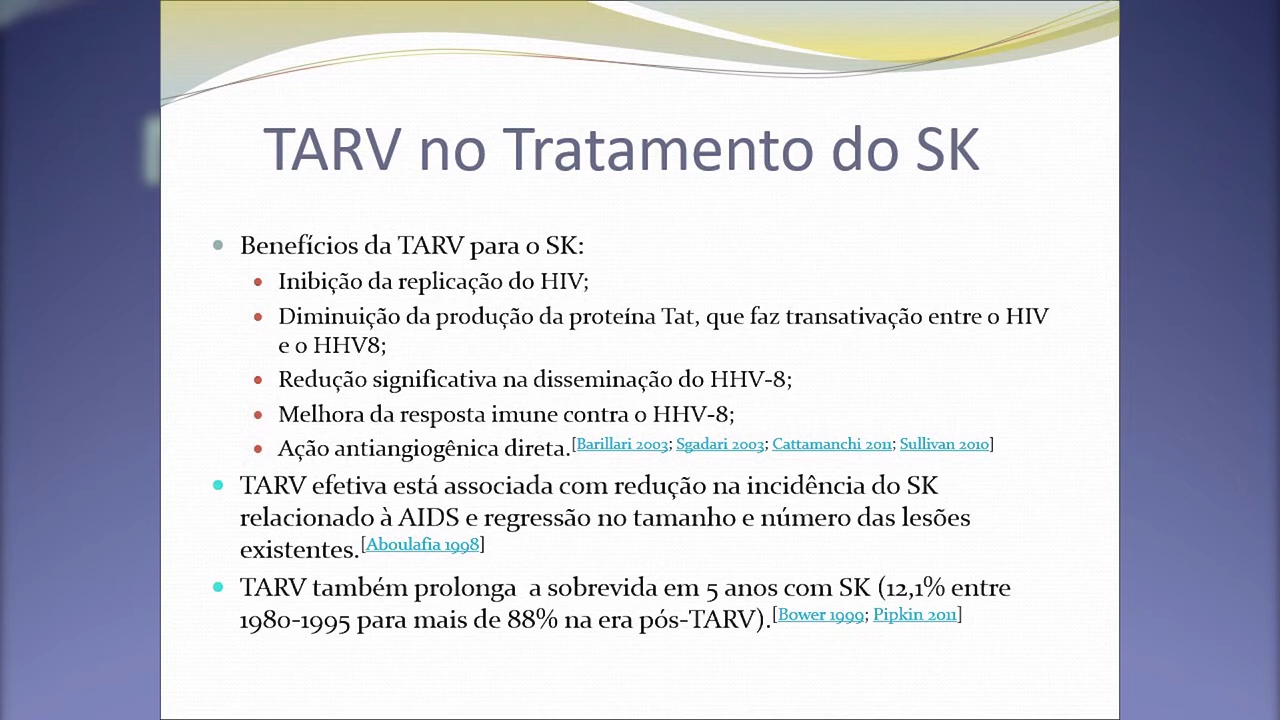 TARV no Tratamento do SK
Benefícios da TARV para o SK:
Inibição da replicação do HIV;
Diminuição da produção da proteína Tat, que faz transativação entre o HIV
e o HHV8;
Redução significativa na disseminação do HHV-8;
Melhora da resposta imune contra o HHV-8;
Ação antiangiogênica direta.[Barillari 2003; Sgadari 2003; Cattamanchi 2011; Sullivan 2010]
TARV efetiva está associada com redução na incidência do SK
relacionado à AIDS e regressão no tamanho e número das lesões
existentes.[Aboulafia 1998]
TARV também prolonga  a sobrevida em 5 anos com SK (12,1% entre
1980-1995 para mais de 88% na era pós-TARV).[Bower 1999; Pipkin 2011]